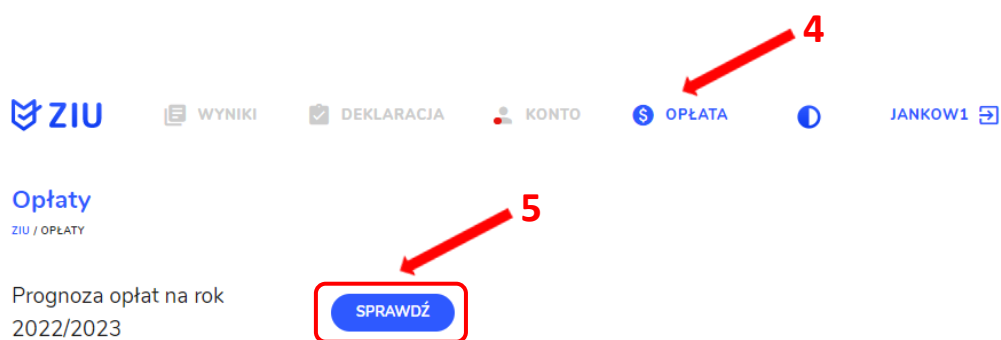 4
ZIU WYNIKI DEKLARACJA KONTO $ OPŁATA JANKOW1
Opłaty
ZIU / OPŁATY
5
Prognoza opłat na rok
2022/2023
SPRAWDŹ